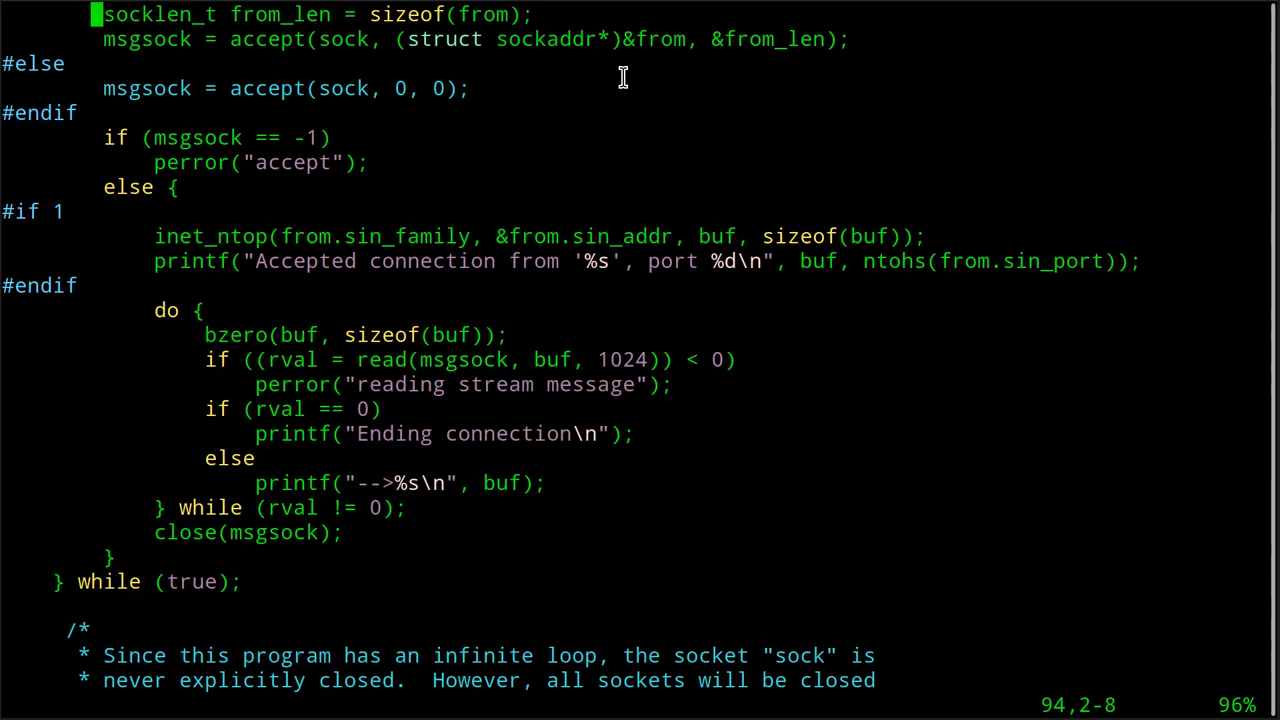 socklen_t from_len = sizeof(from);
msgsock = accept(sock, (struct sockaddr*)&from, &from_len);
#else
msgsock = accept(sock, 0, 0);
#endif
if (msgsock == -1)
perror("accept");
else {
#if 1
inet_ntop(from.sin_family, &from.sin_addr, buf, sizeof(buf));
printf("Accepted connection from '%s', port %d\n", buf, ntohs(from.sin_port));
#endif
do {
bzero(buf, sizeof(buf));
if ((rval = read(msgsock, buf, 1024)) < 0)
perror("reading stream message");
if (rval == 0)
printf("Ending connection\n");
else
printf("-->%s\n", buf);
} while (rval != 0);
close(msgsock);
}
} while (true);
/*
* Since this program has an infinite loop, the socket "sock" is
* never explicitly closed.  However, all sockets will be closed
94,2-8 96%